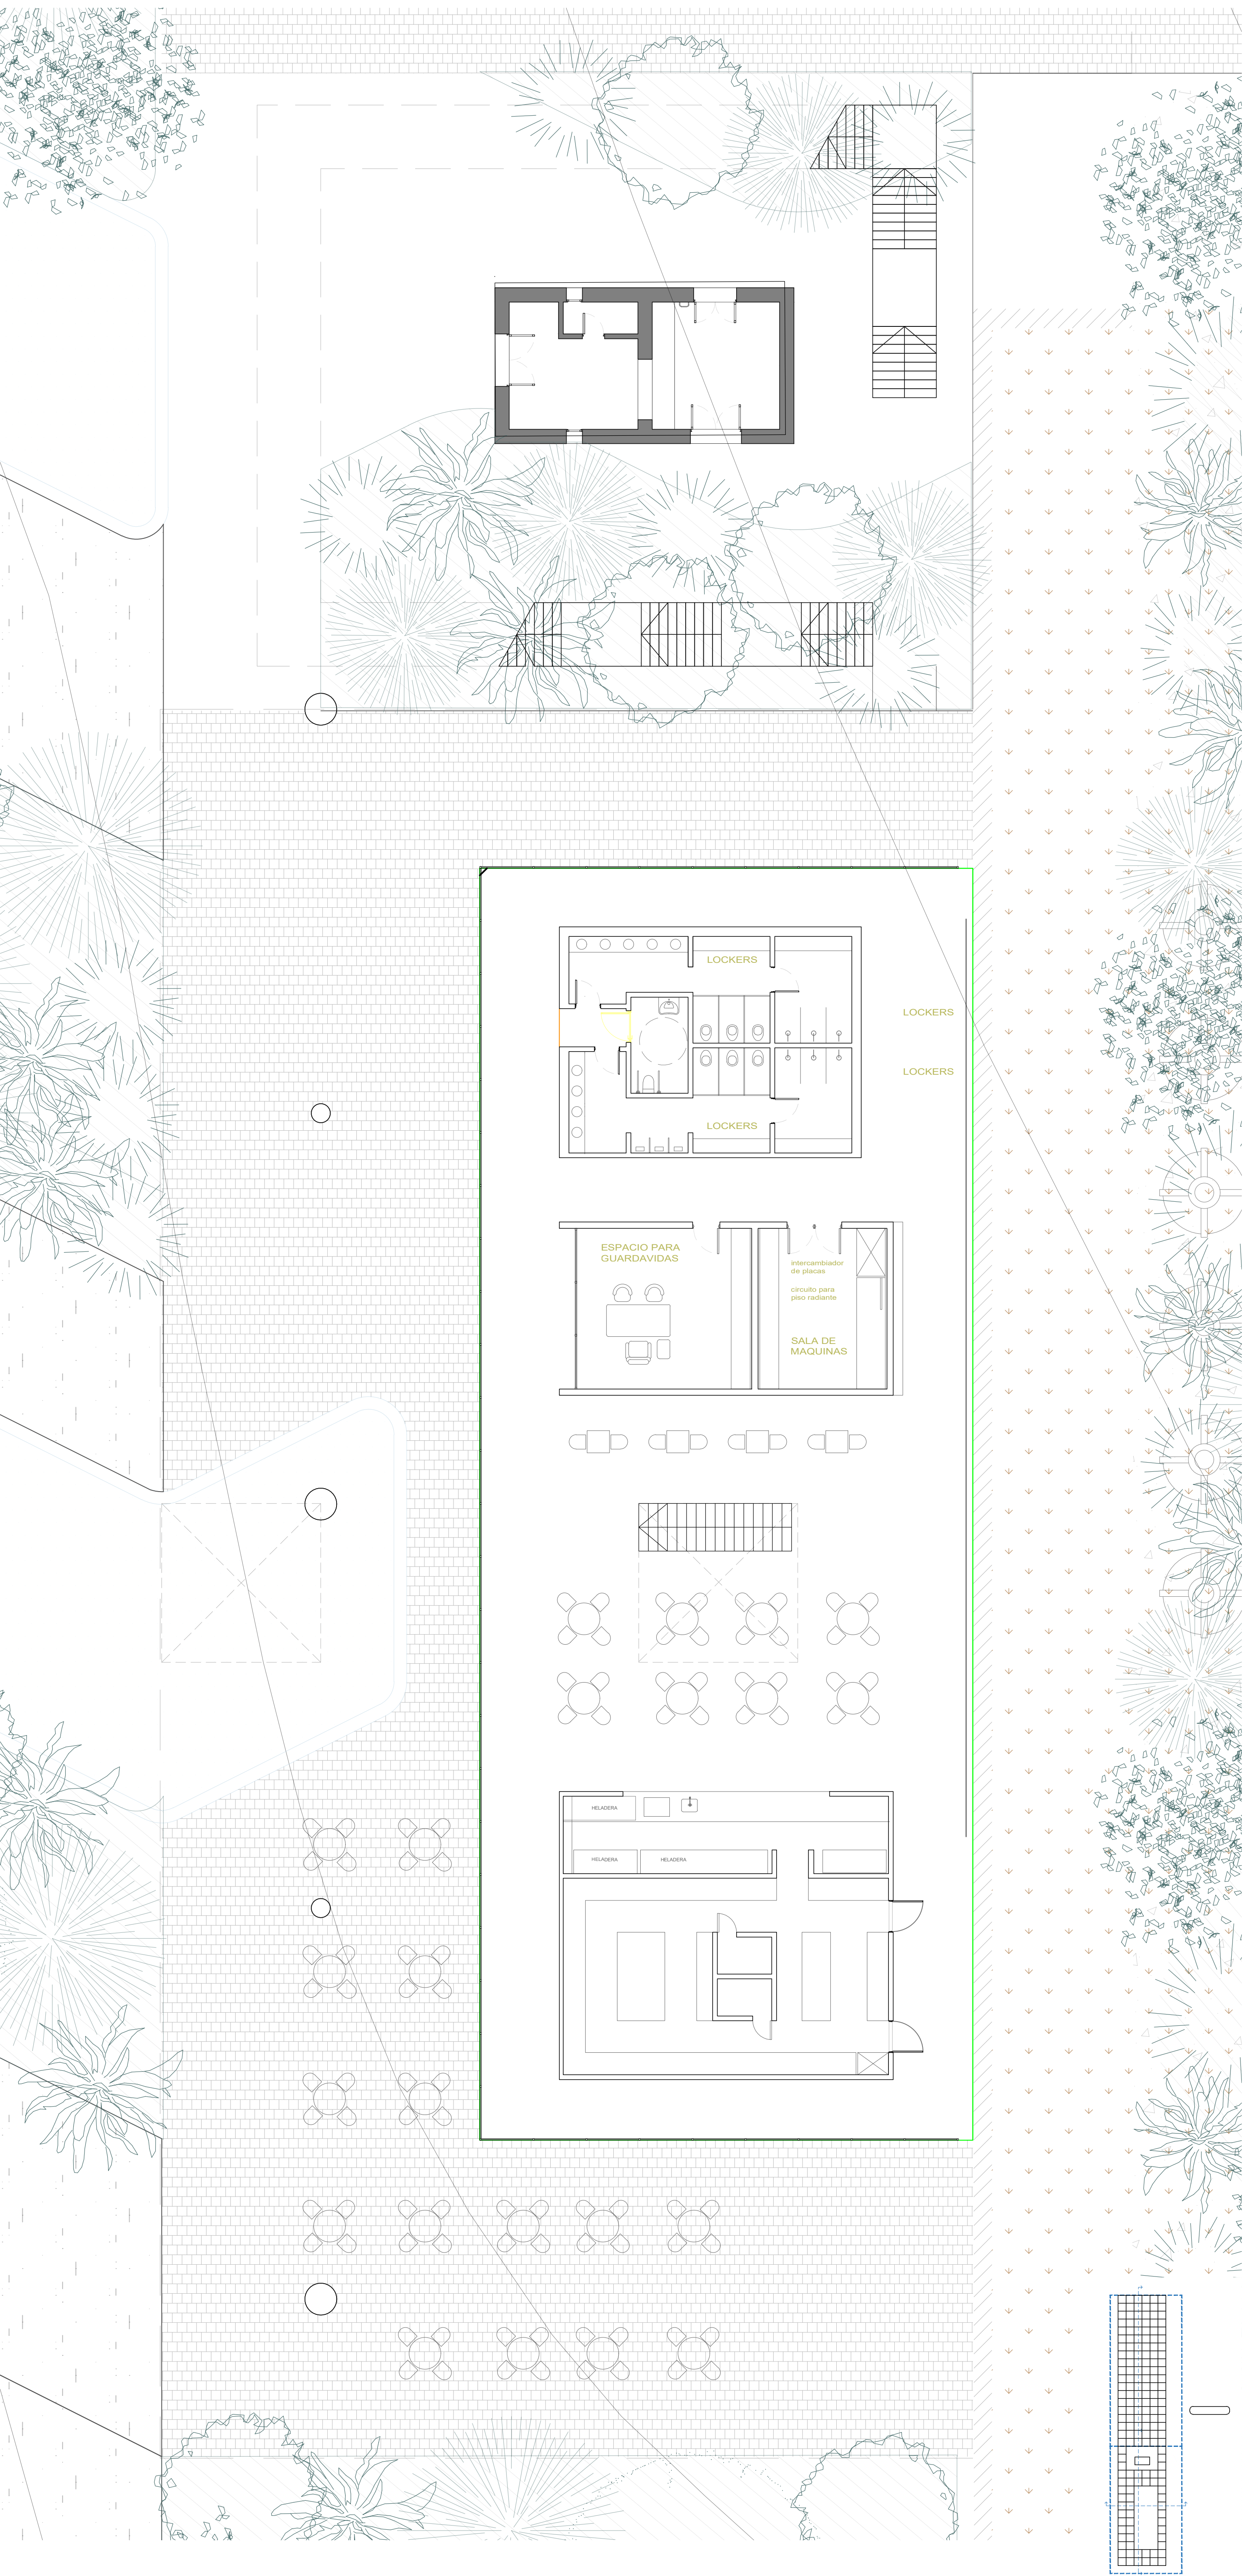 LOCKERS
LOCKERS
LOCKERS
LOCKERS
ESPACIO PARA
GUARDAVIDAS
intercambiador
de placas
circuito para
piso radiante
SALA DE
MAQUINAS
HELADERA
HELADERA
HELADERA